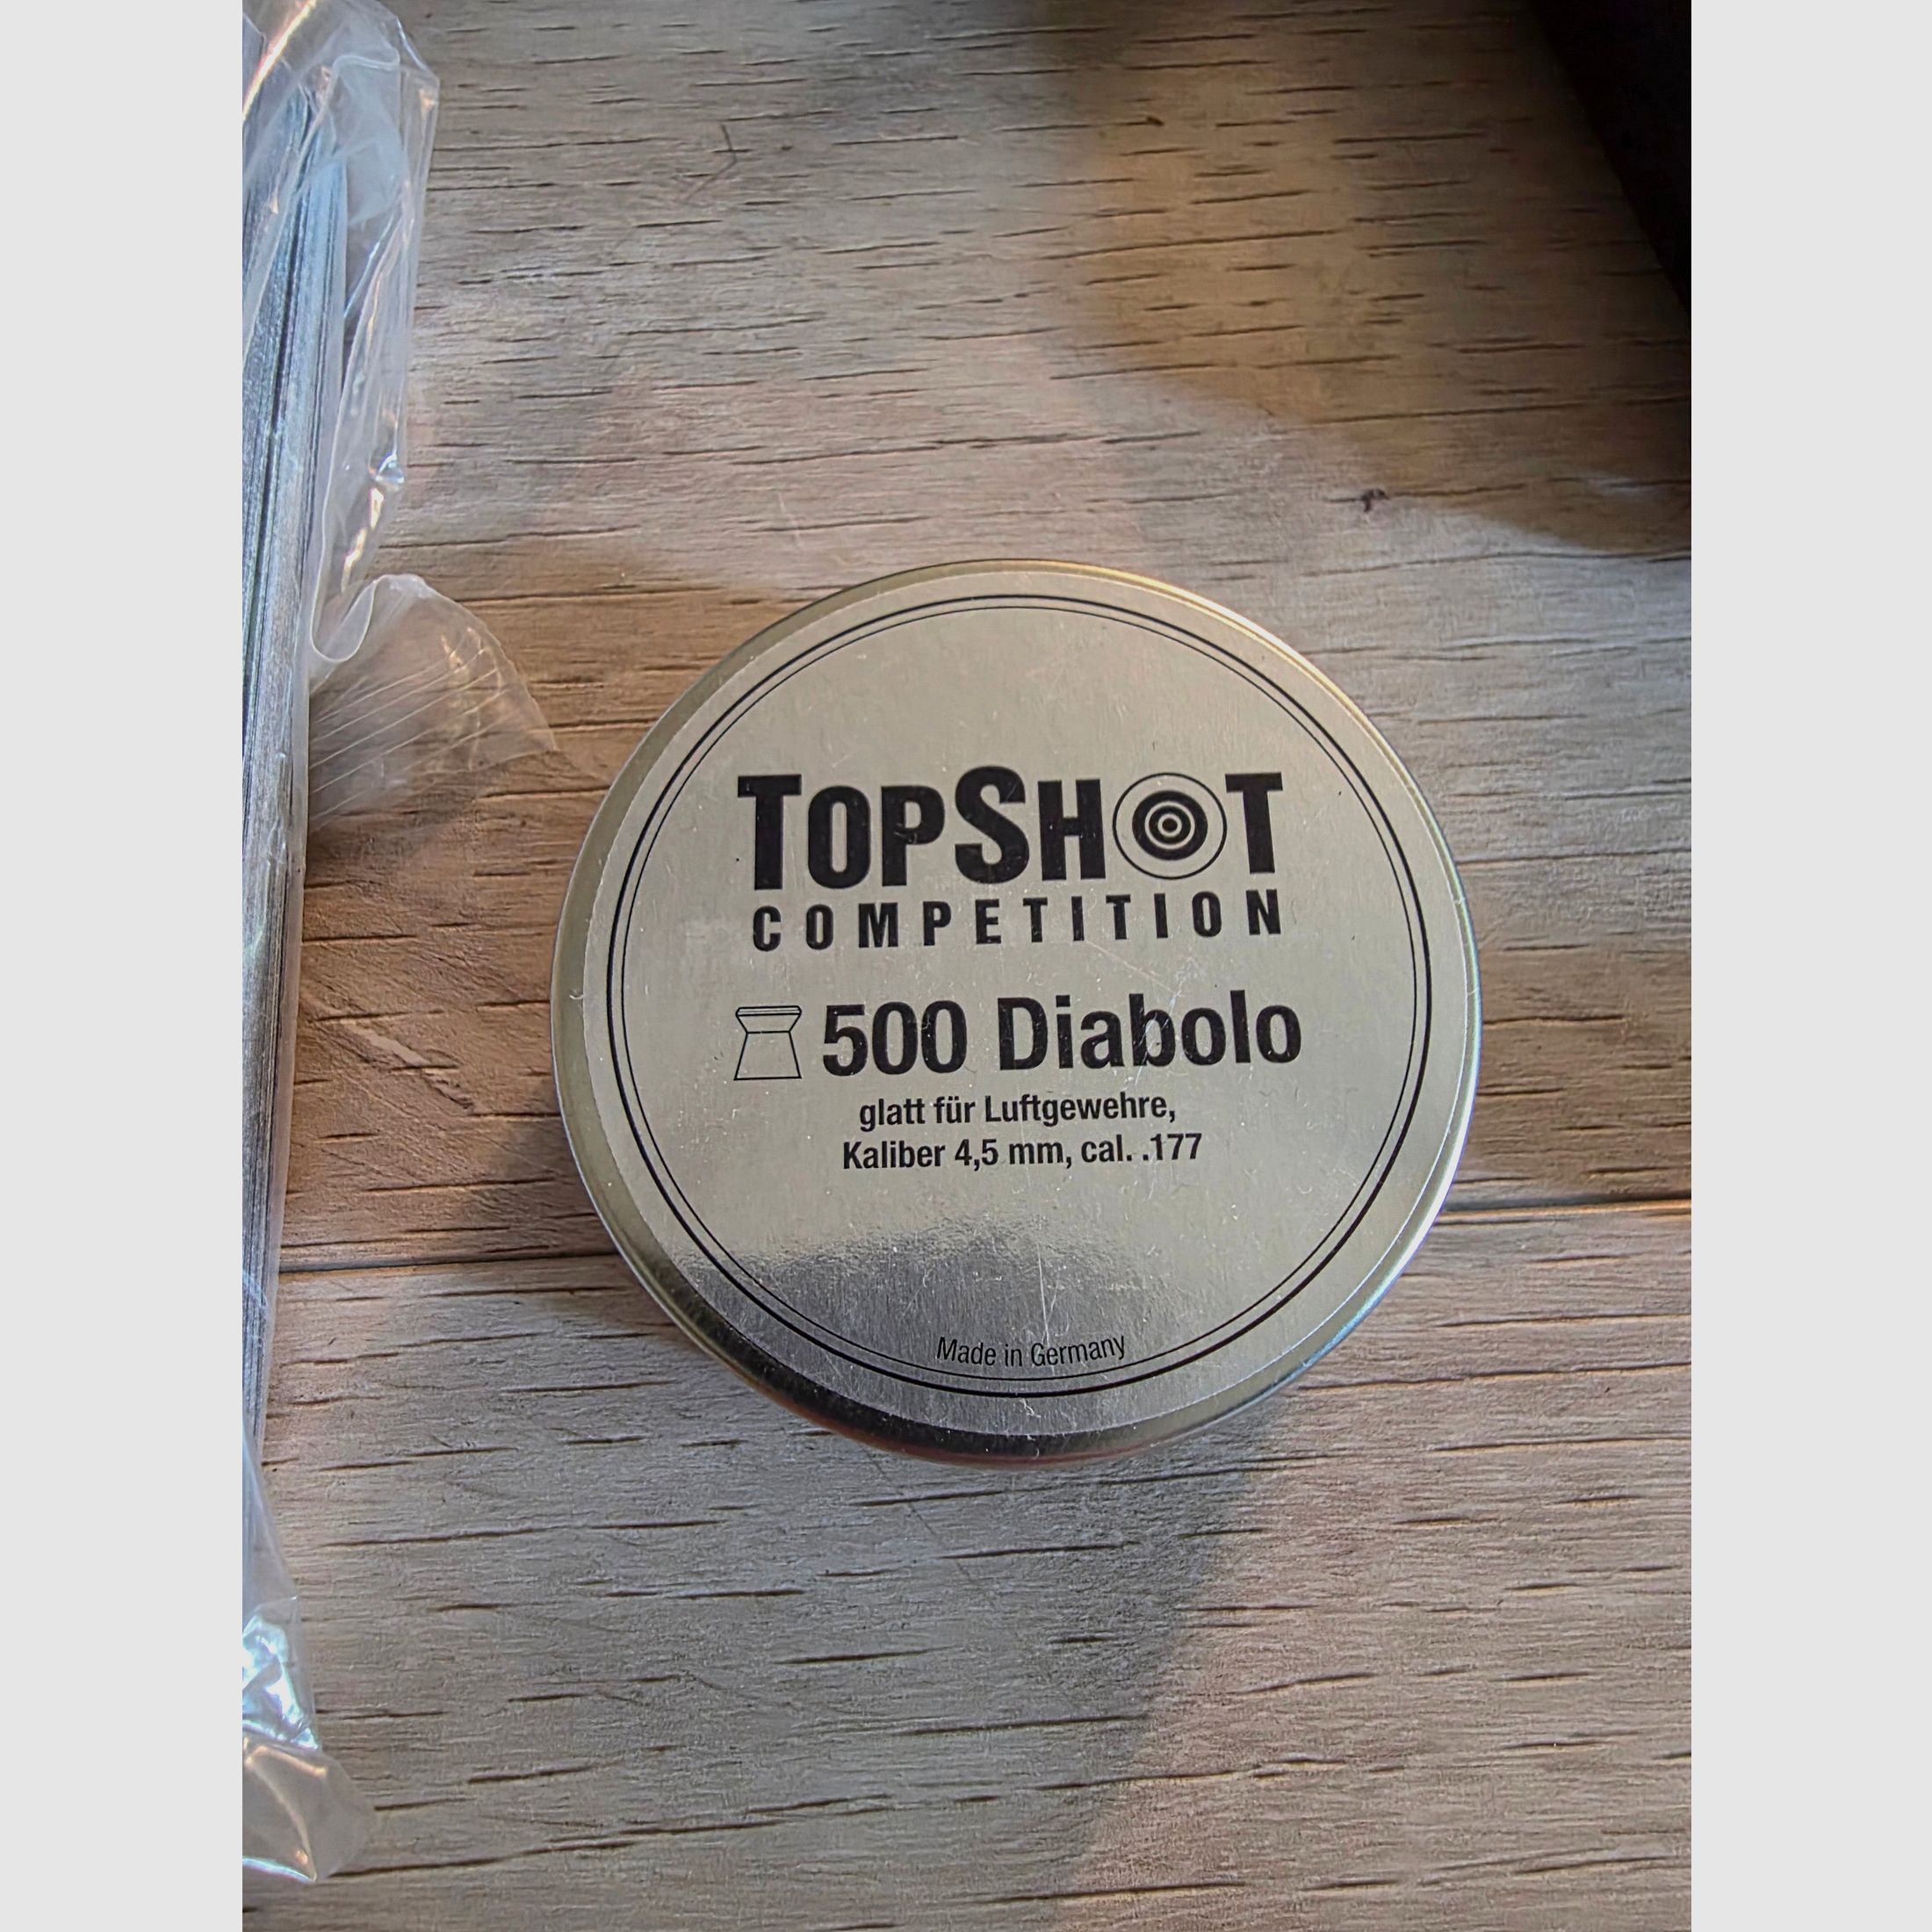 TOPSHOT
COMPETITION
500 Diabolo
glatt für Luftgewehre,
Kaliber 4,5 mm, cal. .177
Made in Germany